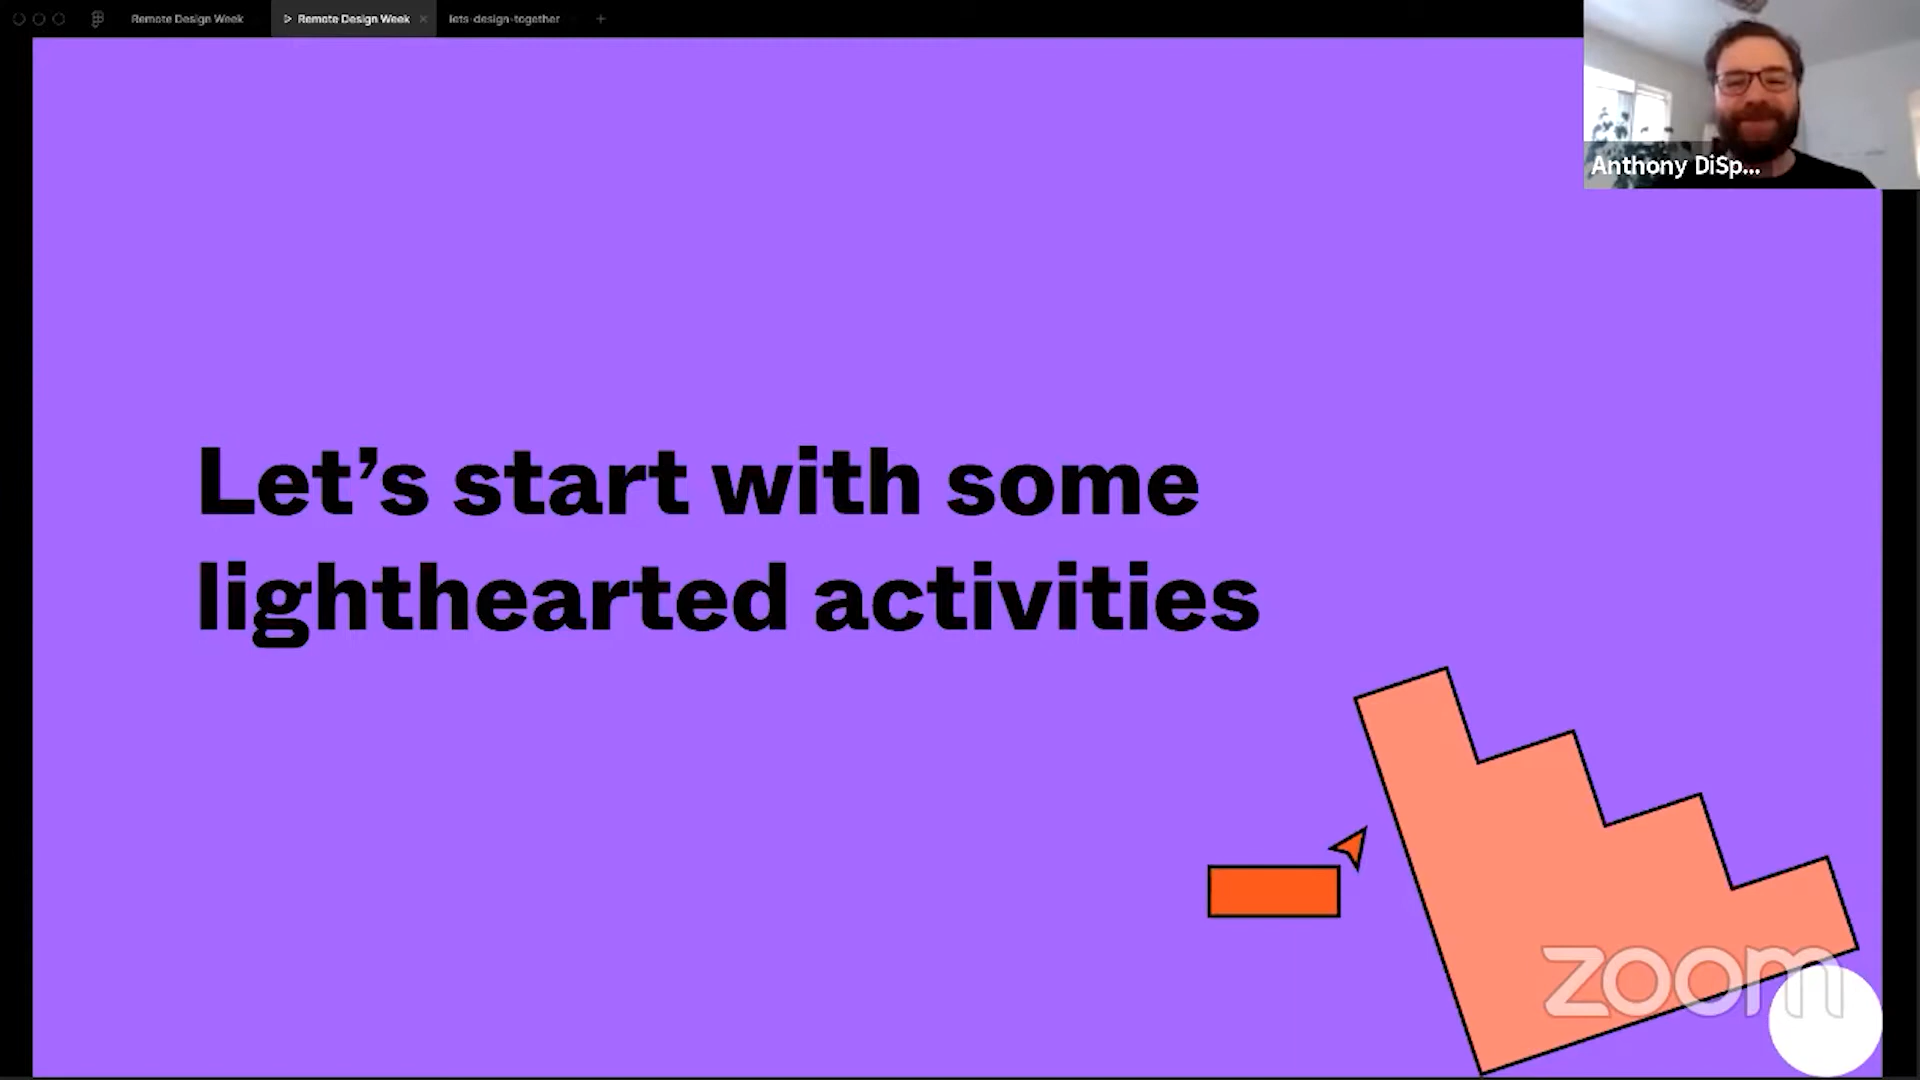 Remote Design Week
Remote Design Week
lets-design-together
Anthony DiSp...
Let’s start with some
lighthearted activities
zoom